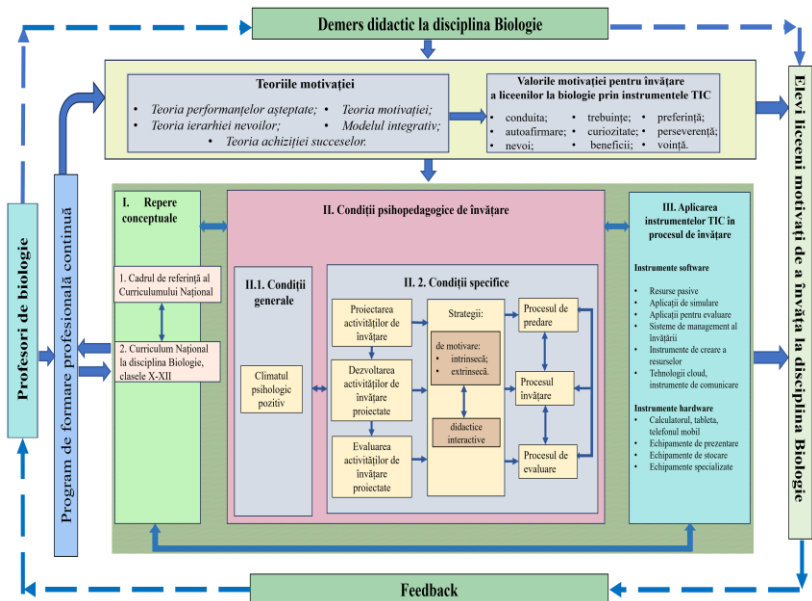 Demers didactic la disciplina Biologie
Profesori de biologie
Program de formare profesională continuă
Teoriile motivației
• Teoria performanțelor așteptate; • Teoria motivației;
• Teoria ierarhiei nevoilor; • Modelul integrativ;
• Teoria achiziției succeselor.
Valorile motivației pentru învățare
a liceenilor la biologie prin instrumentele TIC
• conduita; • trebuințe; • preferință;
• autoafirmare; • curiozitate; • perseverență;
• nevoi; • beneficii; • voință.
I. Repere
conceptuale
1. Cadrul de referință al
Curriculumului Național
2. Curriculum Național
la disciplina Biologie,
clasele X-XII
II. Condiții psihopedagogice de învățare
II.1. Condiții
generale
Climatul
psihologic
pozitiv
II. 2. Condiții specifice
Proiectarea
activităților de
învățare
Dezvoltarea
activităților de
învățare
proiectate
Evaluarea
activităților de
învățare
proiectate
Strategii:
de motivare:
• intrinsecă;
• extrinsecă.
didactice
interactive
Procesul de
predare
Procesul
învățare
Procesul de
evaluare
III. Aplicarea
instrumentelor TIC în
procesul de învățare
Instrumente software
• Resurse pasive
• Aplicații de simulare
• Aplicații pentru evaluare
• Sisteme de management al
învățării
• Instrumente de creare a
resurselor
• Tehnologii cloud,
instrumente de comunicare
Instrumente hardware
• Calculatorul, tableta,
telefonul mobil
• Echipamente de prezentare
• Echipamente de stocare
• Echipamente specializate
Elevi liceeni motivați de a învăța la disciplina Biologie
Feedback